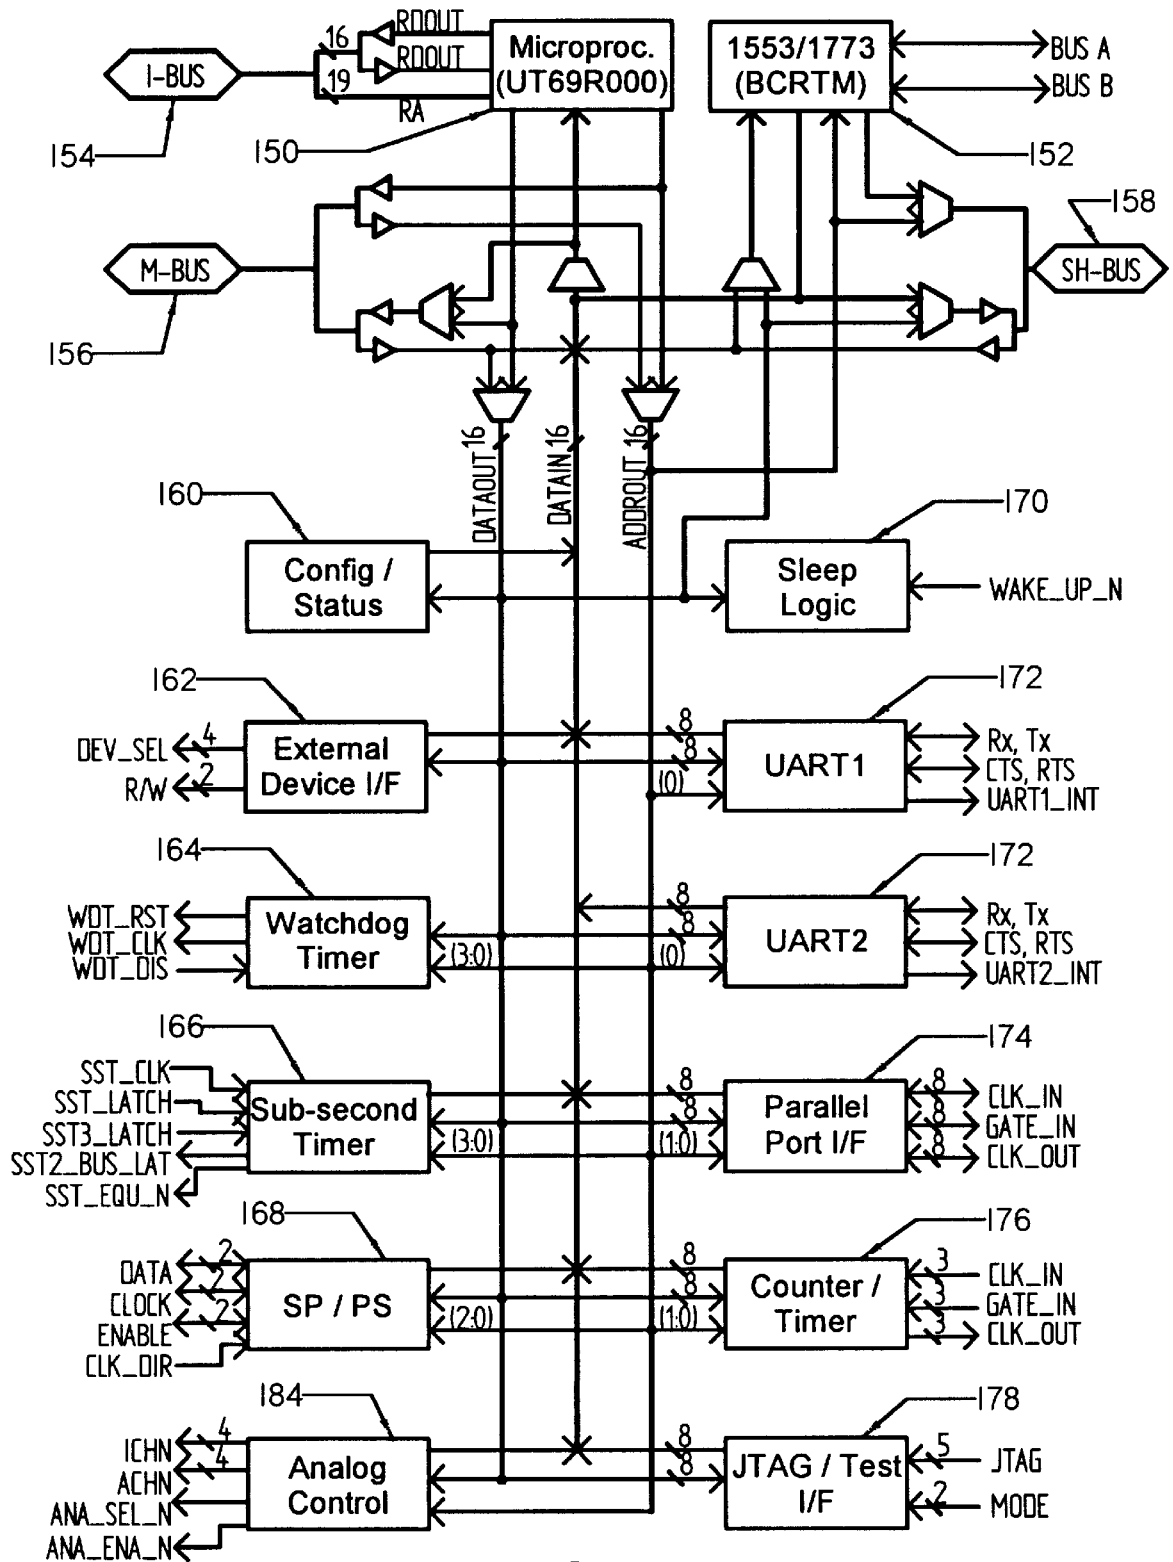 16
RDOUT
RDOUT
I-BUS
19
RA
Microproc.
(UT69R000)
1553/1773
(BCRTM)
BUS A
BUS B
154
150
152
158
M-BUS
SH-BUS
156
DATAOUT 16
DATAIN 16
ADDROUT 16
160
170
Config /
Status
Sleep
Logic
WAKE_UP_N
162
172
DEV_SEL
4
R/W
2
External
Device I/F
8
8
(0)
UART1
Rx, Tx
CTS, RTS
UART1_INT
164
172
WDT_RST
WDT_CLK
WDT_DIS
Watchdog
Timer
(3:0)
8
8
(0)
UART2
Rx, Tx
CTS, RTS
UART2_INT
166
174
SST_CLK
SST_LATCH
SST3_LATCH
SST2_BUS_LAT
SST_EQU_N
Sub-second
Timer
(3:0)
8
8
(1:0)
Parallel
Port I/F
8
CLK_IN
8
GATE_IN
8
CLK_OUT
168
176
DATA
2
CLOCK
2
ENABLE
2
CLK_DIR
SP / PS
(2:0)
8
8
(1:0)
Counter /
Timer
3
CLK_IN
3
GATE_IN
3
CLK_OUT
184
178
ICHN
4
ACHN
4
ANA_SEL_N
ANA_ENA_N
Analog
Control
8
8
JTAG / Test
I/F
5
JTAG
2
MODE